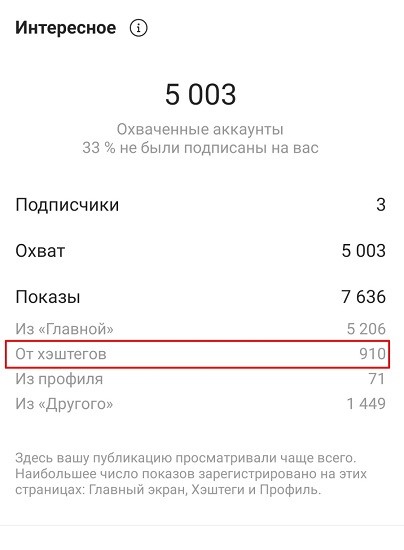 Интересное
5 003
Охваченные аккаунты
33 % не были подписаны на вас
Подписчики 3
Охват 5 003
Показы 7 636
Из «Главной» 5 206
От хэштегов 910
Из профиля 71
Из «Другого» 1 449
Здесь вашу публикацию просматривали чаще всего.
Наибольшее число показов зарегистрировано на этих
страницах: Главный экран, Хэштеги и Профиль.